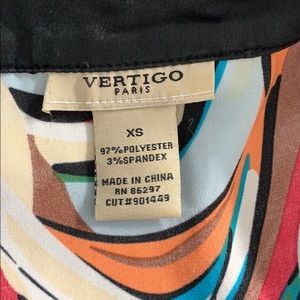 VERTIGO
PARIS
XS
97% POLYESTER
3% SPANDEX
MADE IN CHINA
RN 86297
CUT# 901449